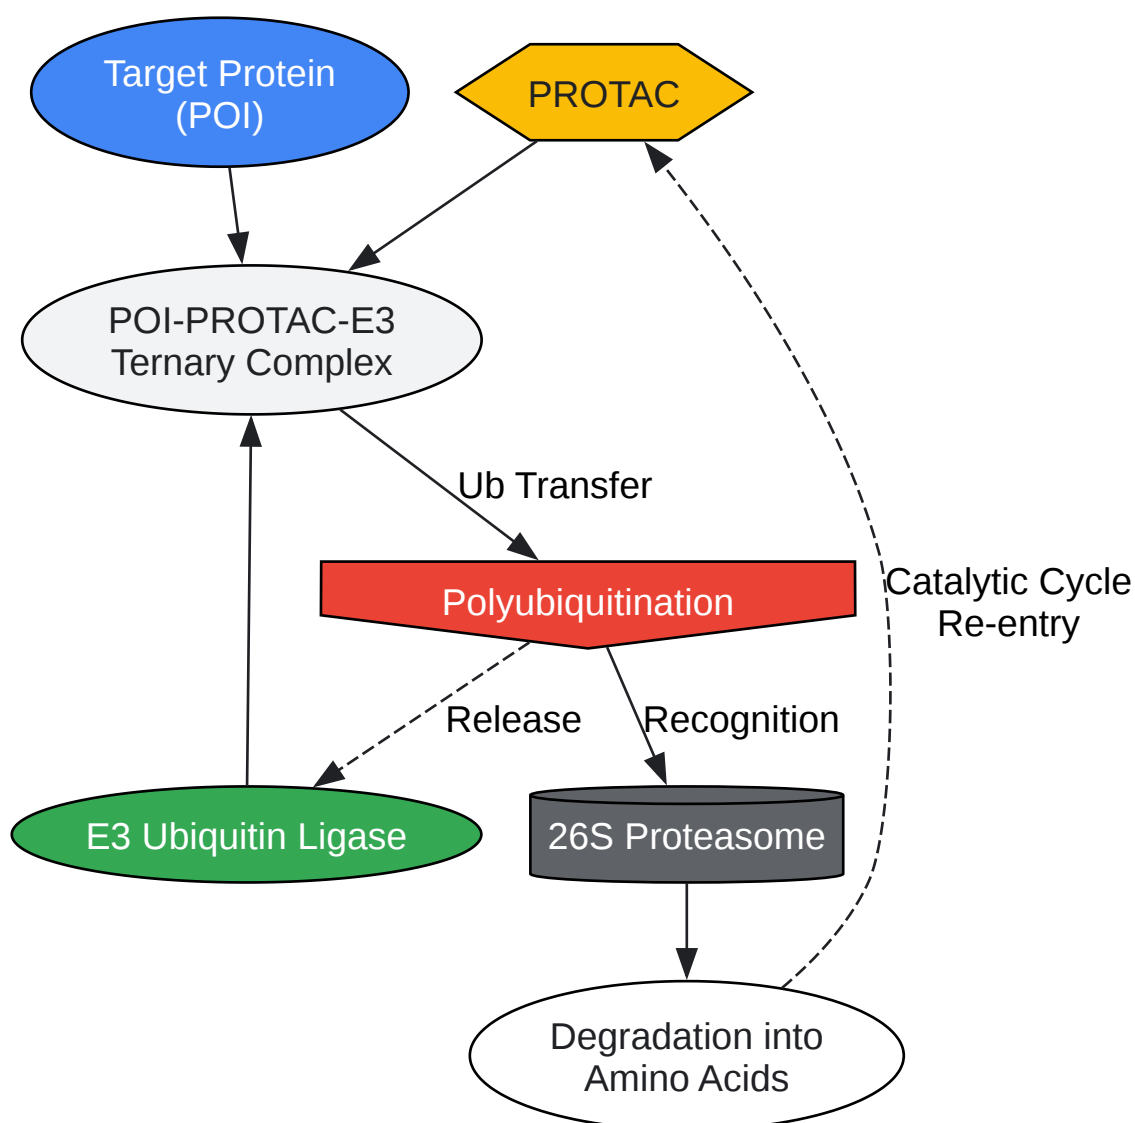 Target Protein
(POI)
PROTAC
POI-PROTAC-E3
Ternary Complex
Ub Transfer
Catalytic Cycle
Re-entry
Polyubiquitination
Release
Recognition
E3 Ubiquitin Ligase
26S Proteasome
Degradation into
Amino Acids